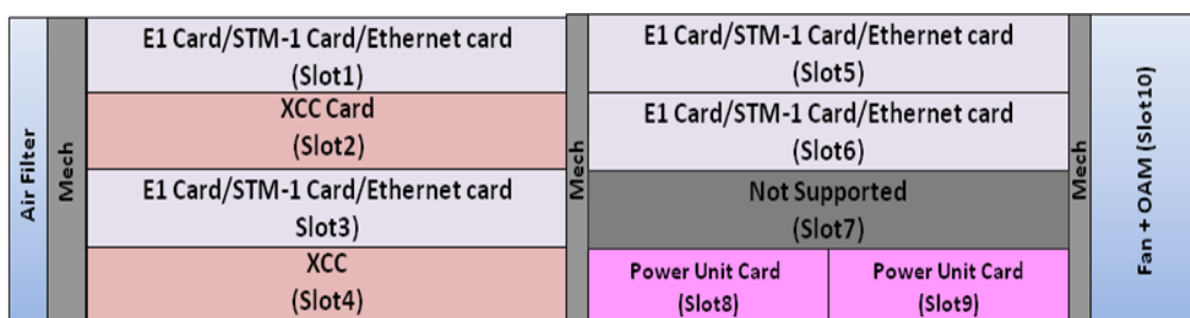 Air Filter
Mech
E1 Card/STM-1 Card/Ethernet card
(Slot1)
XCC Card
(Slot2)
E1 Card/STM-1 Card/Ethernet card
Slot3)
XCC
(Slot4)
Mech
E1 Card/STM-1 Card/Ethernet card
(Slot5)
E1 Card/STM-1 Card/Ethernet card
(Slot6)
Not Supported
(Slot7)
Power Unit Card
(Slot8)
Power Unit Card
(Slot9)
Mech
Fan + OAM (Slot10)